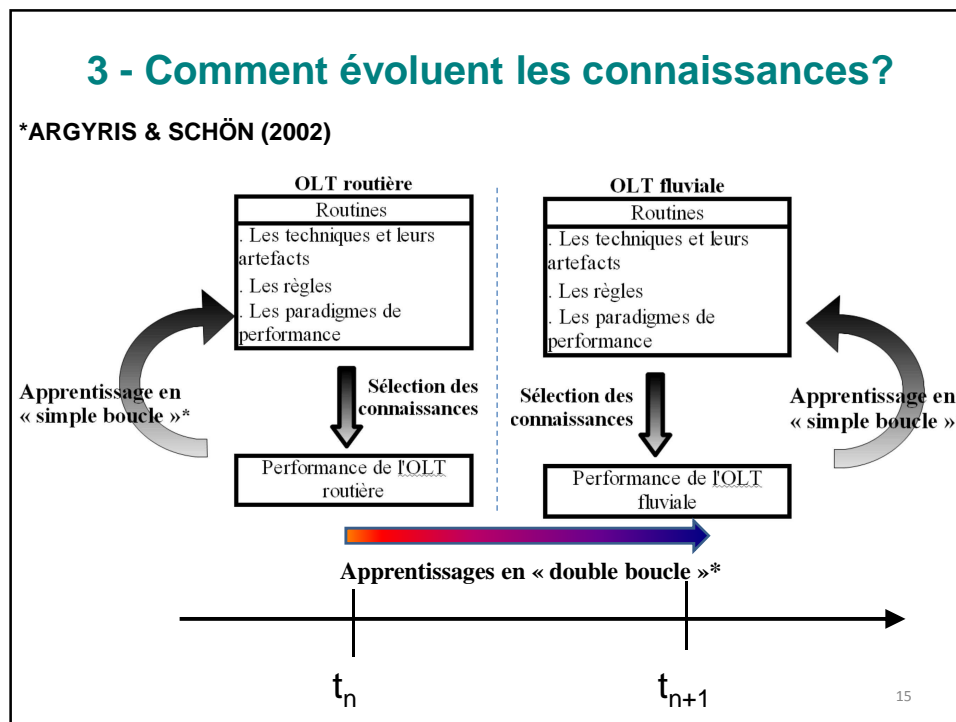 3 - Comment évoluent les connaissances?
*ARGYRIS & SCHÖN (2002)
OLT routière
Routines
. Les techniques et leurs
artefacts
. Les règles
. Les paradigmes de
performance
Apprentissage en
« simple boucle »*
Sélection des
connaissances
Performance de l'OLT
routière
OLT fluviale
Routines
. Les techniques et leurs
artefacts
. Les règles
. Les paradigmes de
performance
Sélection des
connaissances
Apprentissage en
« simple boucle »
Performance de l'OLT
fluviale
Apprentissages en « double boucle »*
tn
tn+1
15